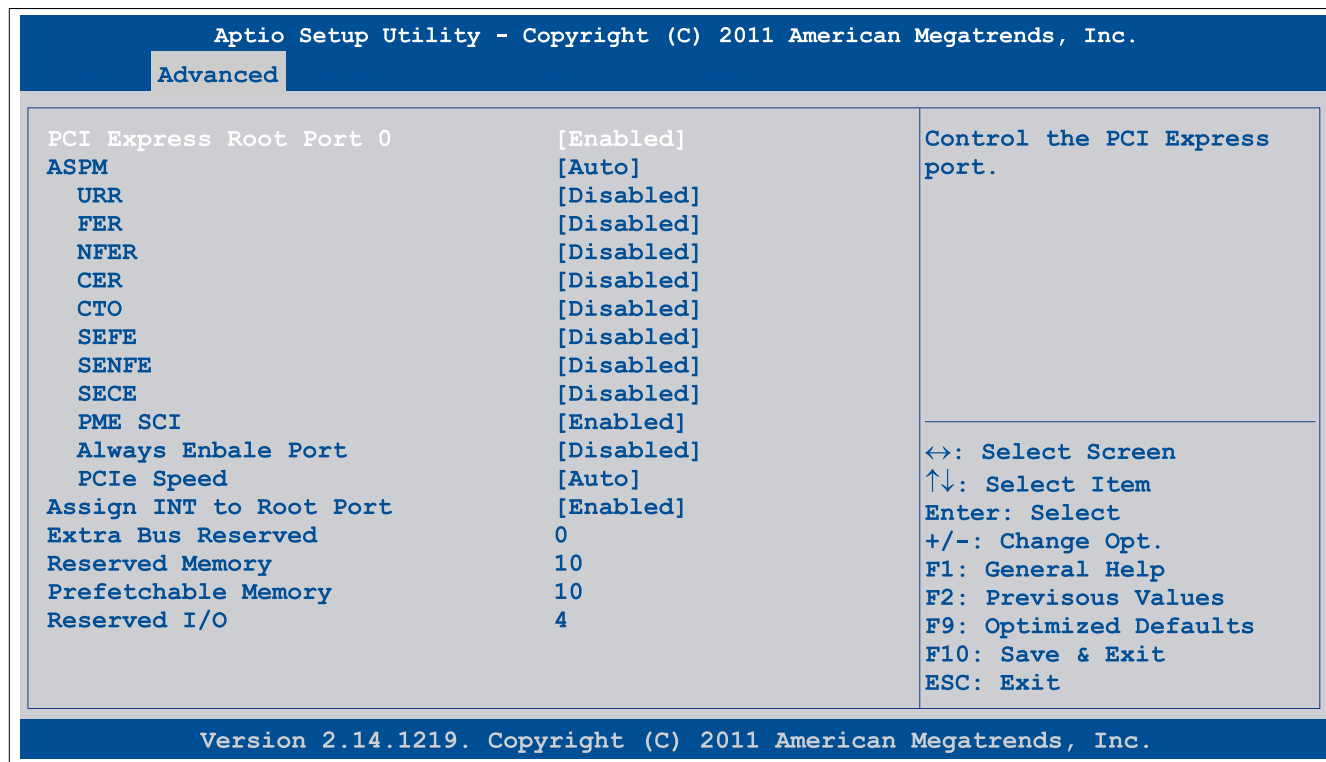 Aptio Setup Utility - Copyright (C) 2011 American Megatrends, Inc.
Advanced
PCI Express Root Port 0 [Enabled]
ASPM [Auto]
URR [Disabled]
FER [Disabled]
NFER [Disabled]
CER [Disabled]
CTO [Disabled]
SEFE [Disabled]
SENFE [Disabled]
SECE [Disabled]
PME SCI [Enabled]
Always Enbale Port [Disabled]
PCIe Speed [Auto]
Assign INT to Root Port [Enabled]
Extra Bus Reserved 0
Reserved Memory 10
Prefetchable Memory 10
Reserved I/O 4
Control the PCI Express
port.
↔: Select Screen
↑↓: Select Item
Enter: Select
+/-: Change Opt.
F1: General Help
F2: Previsous Values
F9: Optimized Defaults
F10: Save & Exit
ESC: Exit
Version 2.14.1219. Copyright (C) 2011 American Megatrends, Inc.